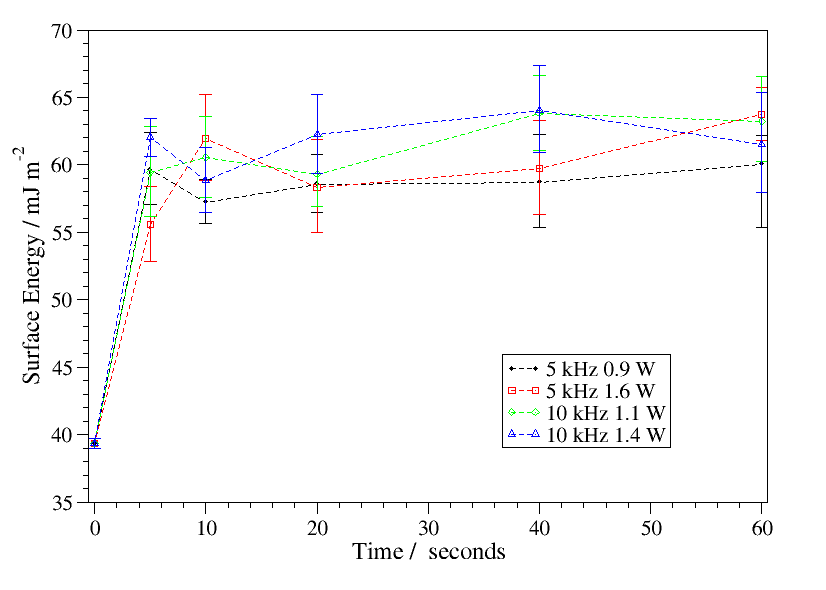 70
65
60
55
50
45
40
35
Surface Energy / mJ m⁻²
5 kHz 0.9 W
5 kHz 1.6 W
10 kHz 1.1 W
10 kHz 1.4 W
0 10 20 30 40 50 60
Time / seconds